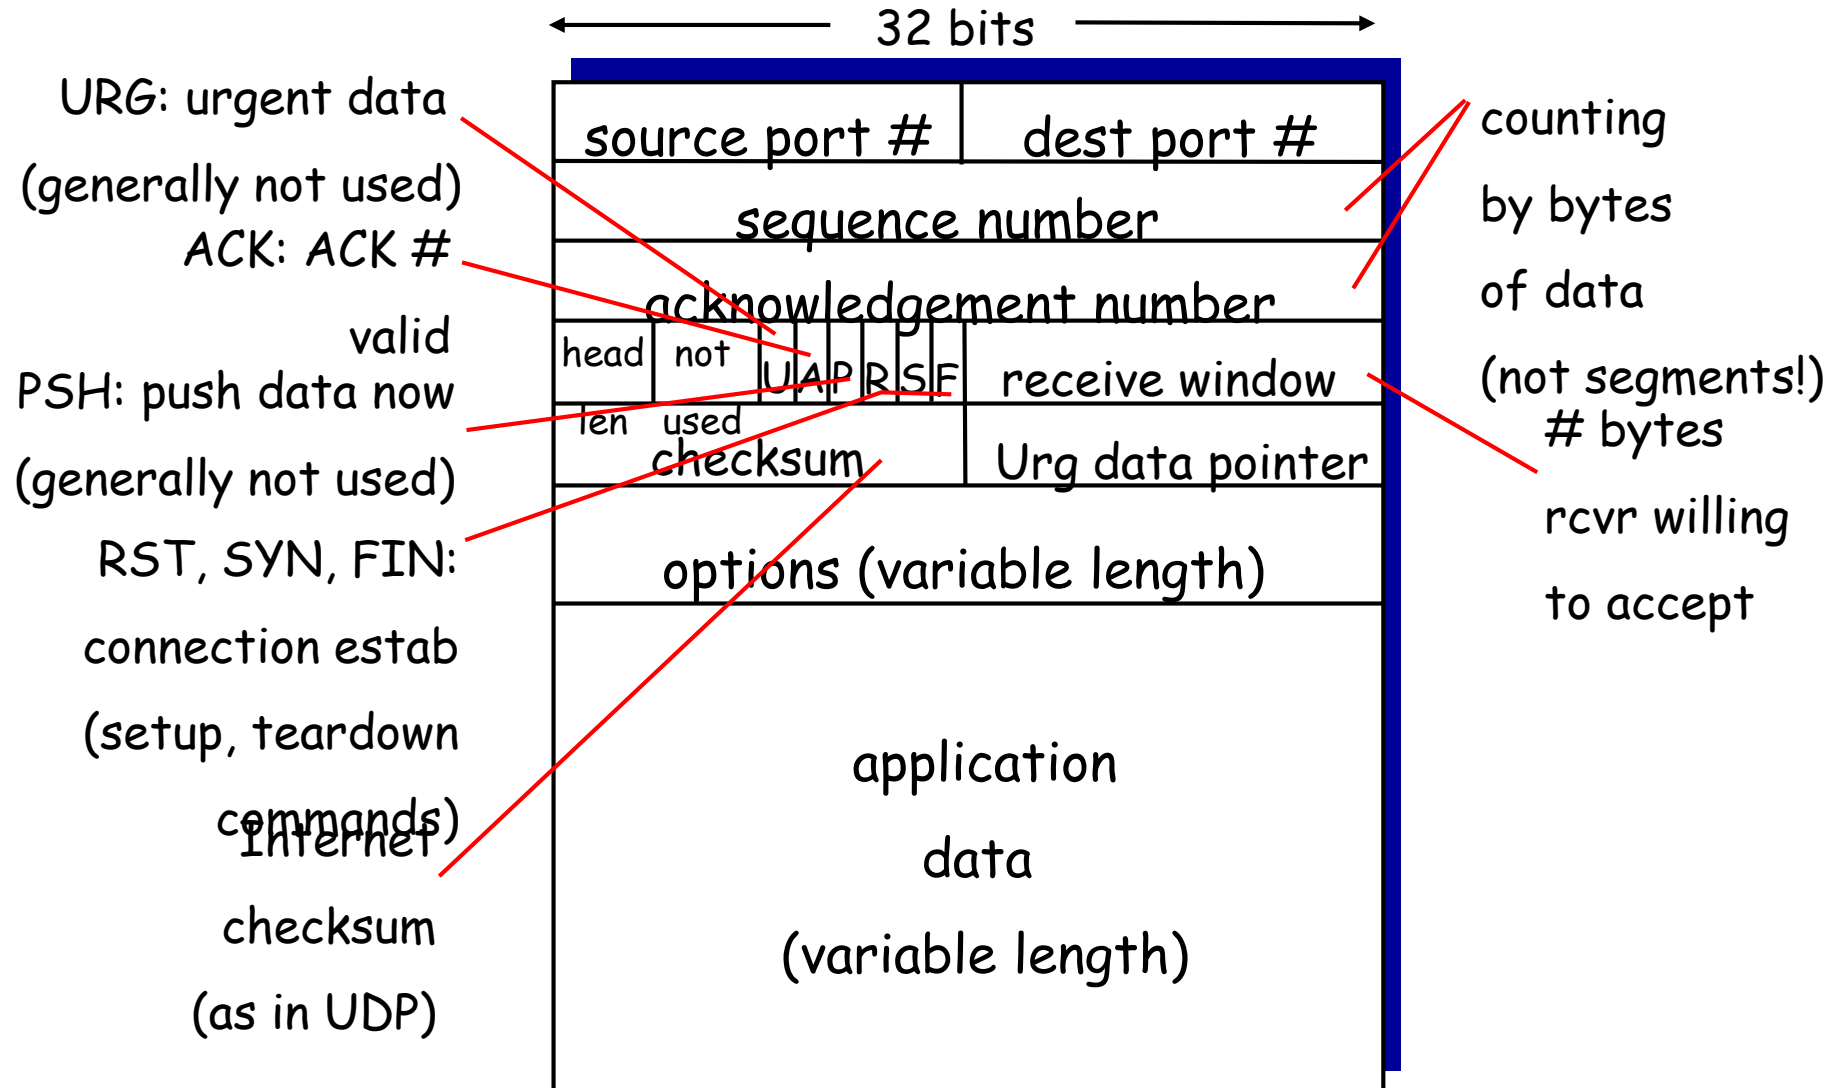 32 bits
URG: urgent data
(generally not used)
ACK: ACK #
valid
PSH: push data now
(generally not used)
RST, SYN, FIN:
connection estab
(setup, teardown
commands)
Internet
checksum
(as in UDP)
source port #
dest port #
sequence number
acknowledgement number
head
len
not
used
U
A
P
R
S
F
receive window
checksum
Urg data pointer
options (variable length)
application
data
(variable length)
counting
by bytes
of data
(not segments!)
# bytes
rcvr willing
to accept